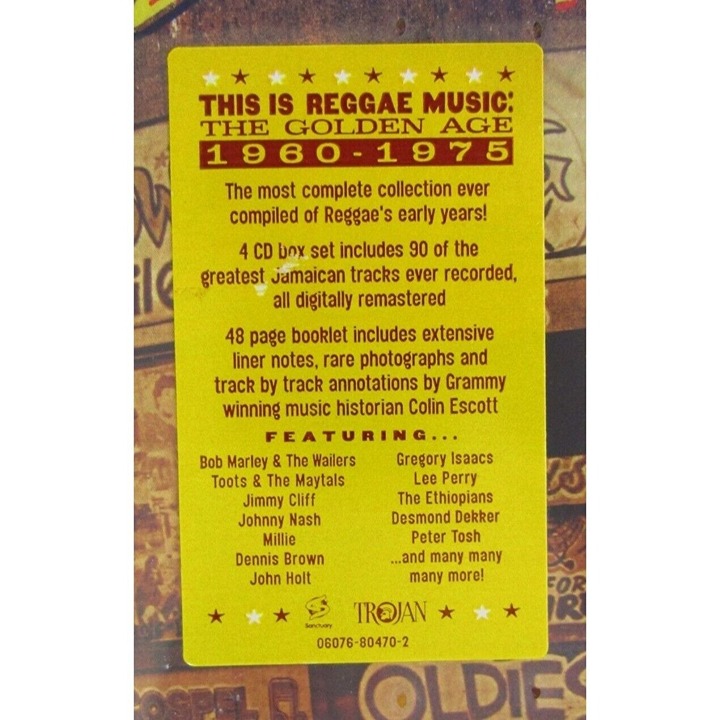 THIS IS REGGAE MUSIC:
THE GOLDEN AGE
1960-1975
The most complete collection ever
compiled of Reggae's early years!
4 CD box set includes 90 of the
greatest Jamaican tracks ever recorded,
all digitally remastered
48 page booklet includes extensive
liner notes, rare photographs and
track by track annotations by Grammy
winning music historian Colin Escott
FEATURING...
Bob Marley & The Wailers
Toots & The Maytals
Jimmy Cliff
Johnny Nash
Millie
Dennis Brown
John Holt
Gregory Isaacs
Lee Perry
The Ethiopians
Desmond Dekker
Peter Tosh
...and many many
many more!
Sanctuary
TROJAN
06076-80470-2
FOR
GOSPEL
OLDIES